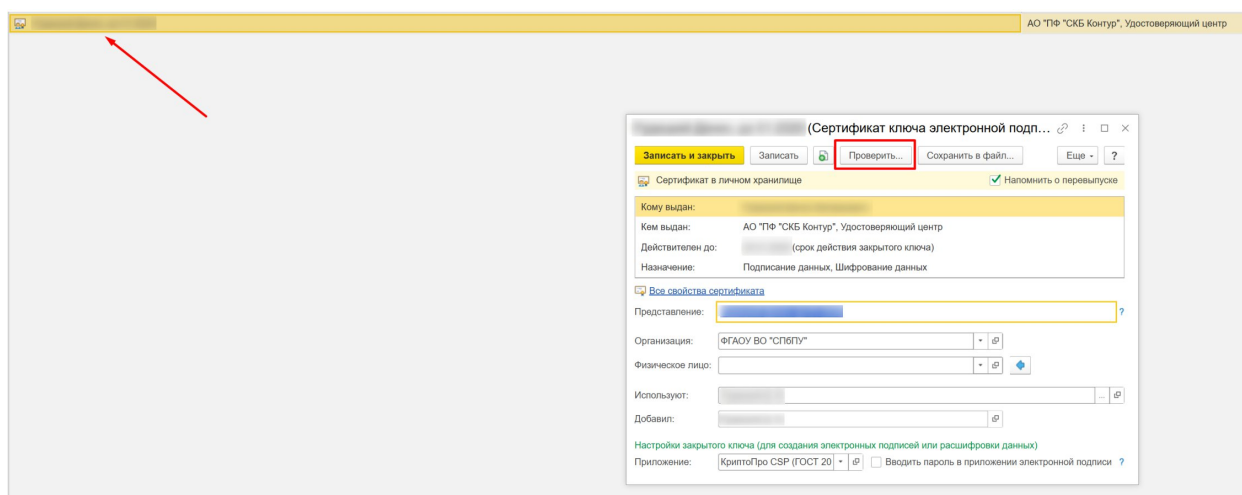 АО "ПФ "СКБ Контур", Удостоверяющий центр
(Сертификат ключа электронной подп...
Записать и закрыть Записать Проверить... Сохранить в файл... Еще ?
Сертификат в личном хранилище Напомнить о перевыпуске
Кому выдан:
Кем выдан: АО "ПФ "СКБ Контур", Удостоверяющий центр
Действителен до: (срок действия закрытого ключа)
Назначение: Подписание данных, Шифрование данных
Все свойства сертификата
Представление: ?
Организация: ФГАОУ ВО "СПбПУ"
Физическое лицо:
Используют: ...
Добавил:
Настройки закрытого ключа (для создания электронных подписей или расшифровки данных)
Приложение: КриптоПро CSP (ГОСТ 20 Вводить пароль в приложении электронной подписи ?